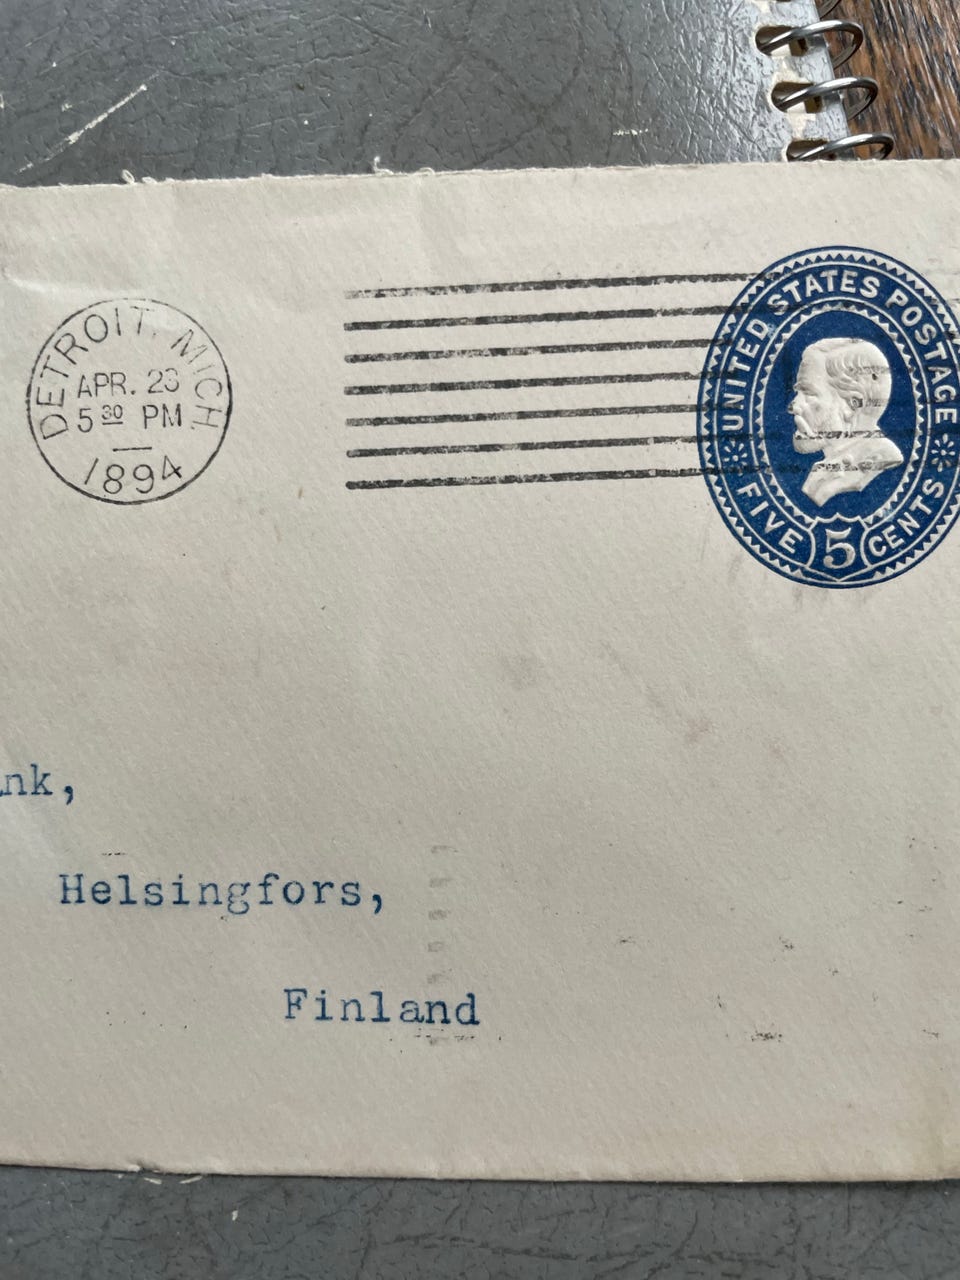 DETROIT, MICH.
APR. 23
5 30 PM
1894
UNITED STATES POSTAGE
FIVE 5 CENTS
nk,
Helsingfors,
Finland